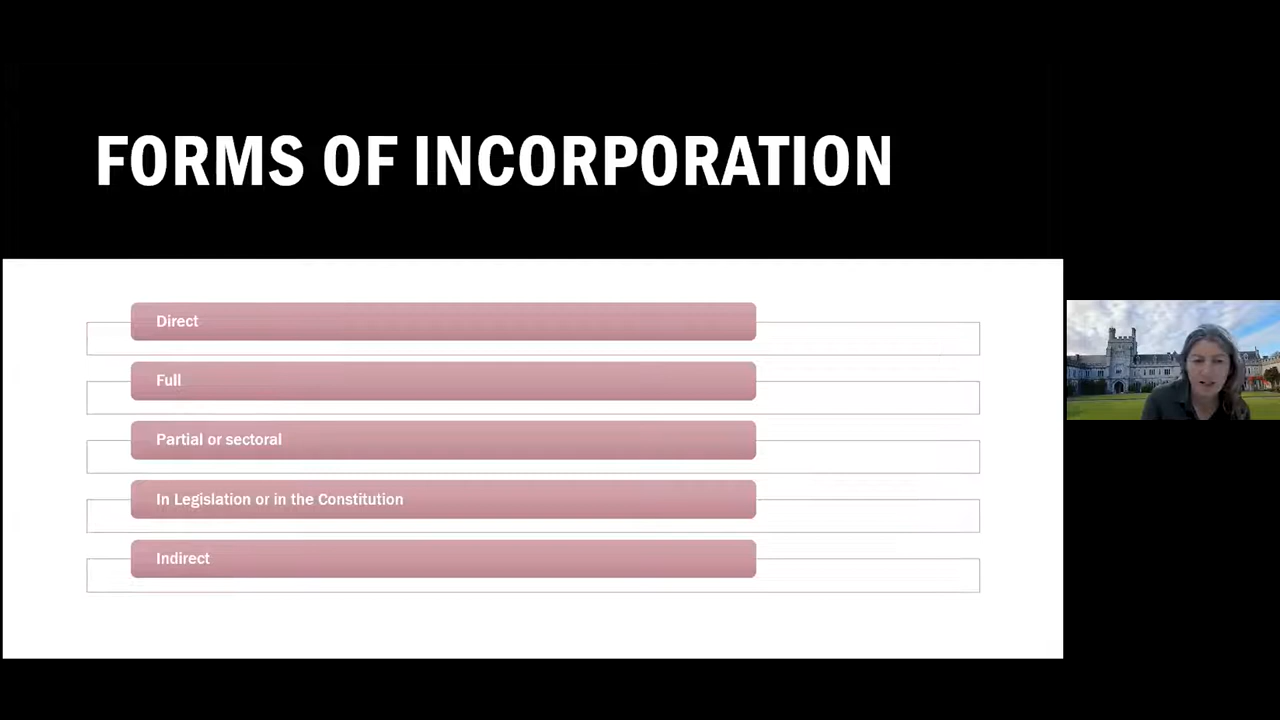 FORMS OF INCORPORATION
Direct
Full
Partial or sectoral
In Legislation or in the Constitution
Indirect